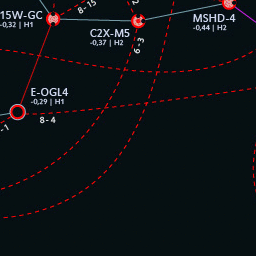 8-15
2
15W-GC
-0,32 | H1
MSHD-4
-0,44 | H2
C2X-M5
-0,37 | H2
6-3
E-OGL4
-0,29 | H1
8-4
-1